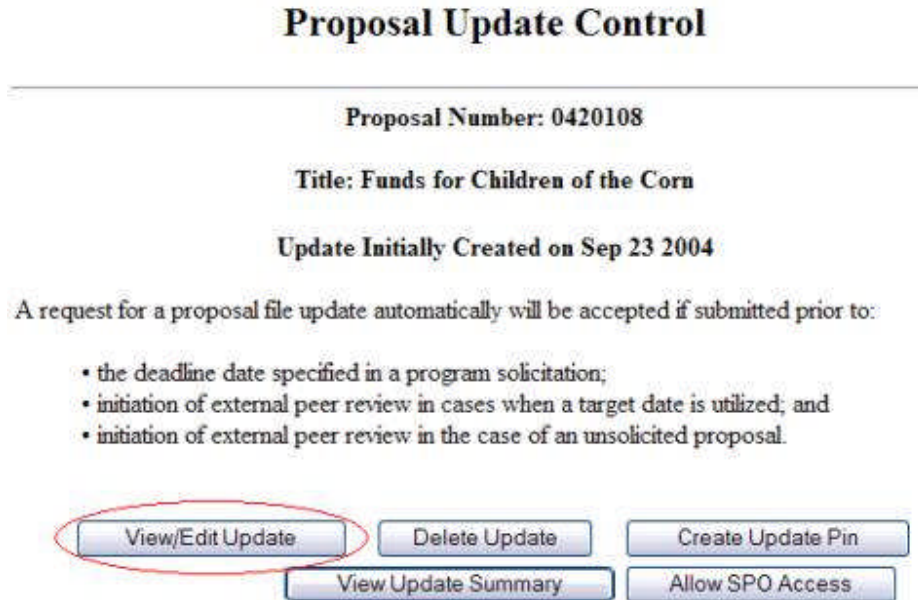 Proposal Update Control
Proposal Number: 0420108
Title: Funds for Children of the Corn
Update Initially Created on Sep 23 2004
A request for a proposal file update automatically will be accepted if submitted prior to:
• the deadline date specified in a program solicitation;
• initiation of external peer review in cases when a target date is utilized; and
• initiation of external peer review in the case of an unsolicited proposal.
View/Edit Update Delete Update Create Update Pin
View Update Summary Allow SPO Access